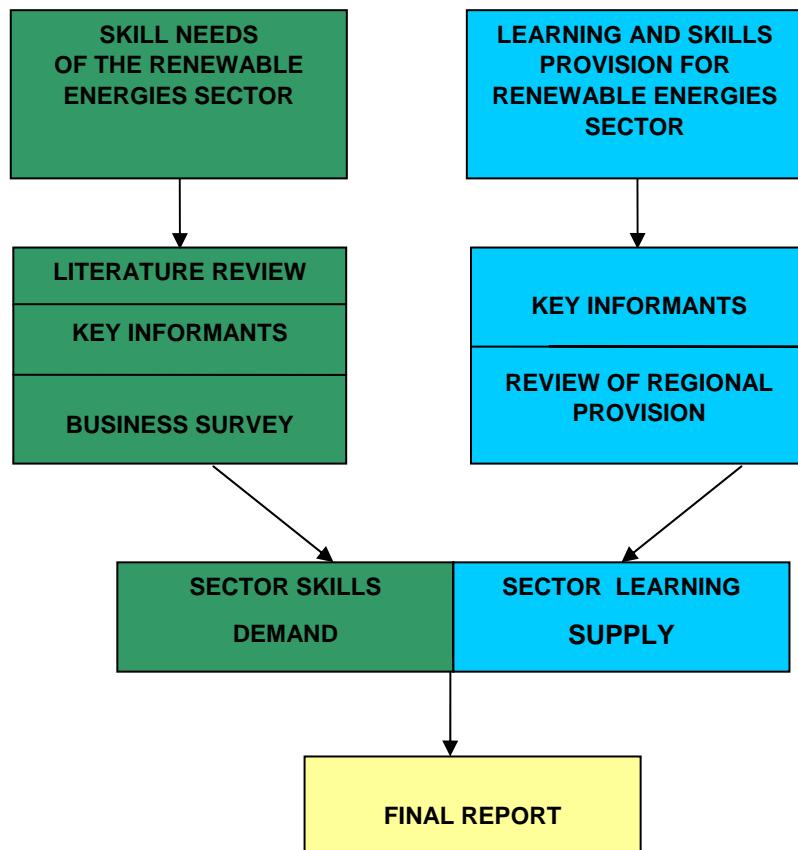 SKILL NEEDS
OF THE RENEWABLE
ENERGIES SECTOR
LEARNING AND SKILLS
PROVISION FOR
RENEWABLE ENERGIES
SECTOR
LITERATURE REVIEW
KEY INFORMANTS
BUSINESS SURVEY
KEY INFORMANTS
REVIEW OF REGIONAL
PROVISION
SECTOR SKILLS
DEMAND
SECTOR LEARNING
SUPPLY
FINAL REPORT